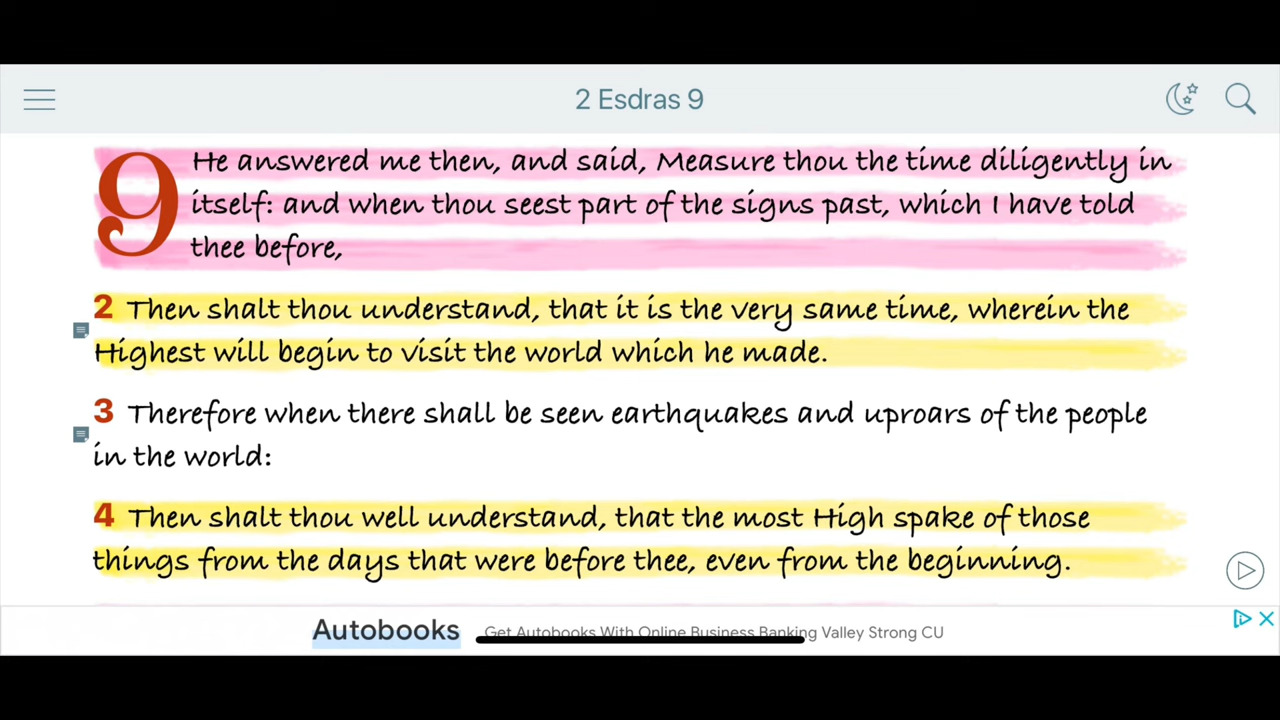 2 Esdras 9
9 He answered me then, and said, Measure thou the time diligently in
itself: and when thou seest part of the signs past, which I have told
thee before,
2 Then shalt thou understand, that it is the very same time, wherein the
Highest will begin to visit the world which he made.
3 Therefore when there shall be seen earthquakes and uproars of the people
in the world:
4 Then shalt thou well understand, that the most High spake of those
things from the days that were before thee, even from the beginning.
Autobooks Get Autobooks With Online Business Banking Valley Strong CU